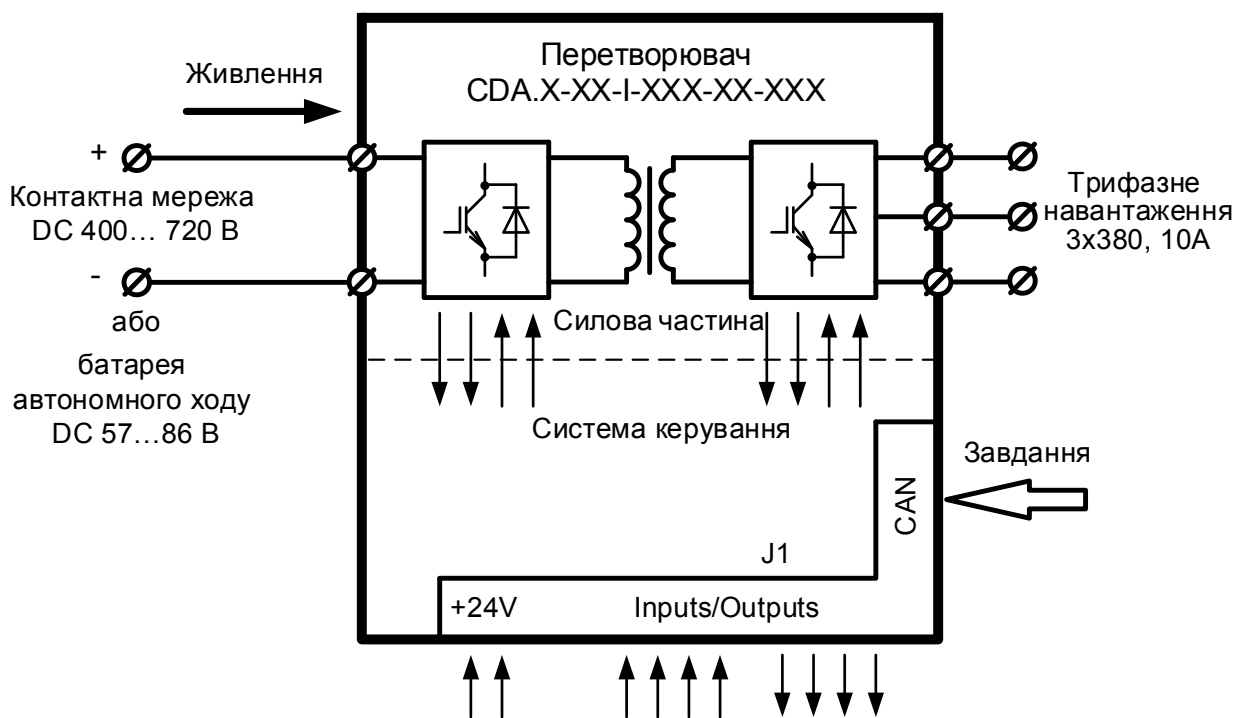 Перетворювач
CDA.X-XX-I-XXX-XX-XXX
Живлення
+
Контактна мережа
DC 400… 720 В
-
або
батарея
автономного ходу
DC 57…86 В
Трифазне
навантаження
3x380, 10A
Силова частина
Система керування
Завдання
CAN
J1
+24V
Inputs/Outputs